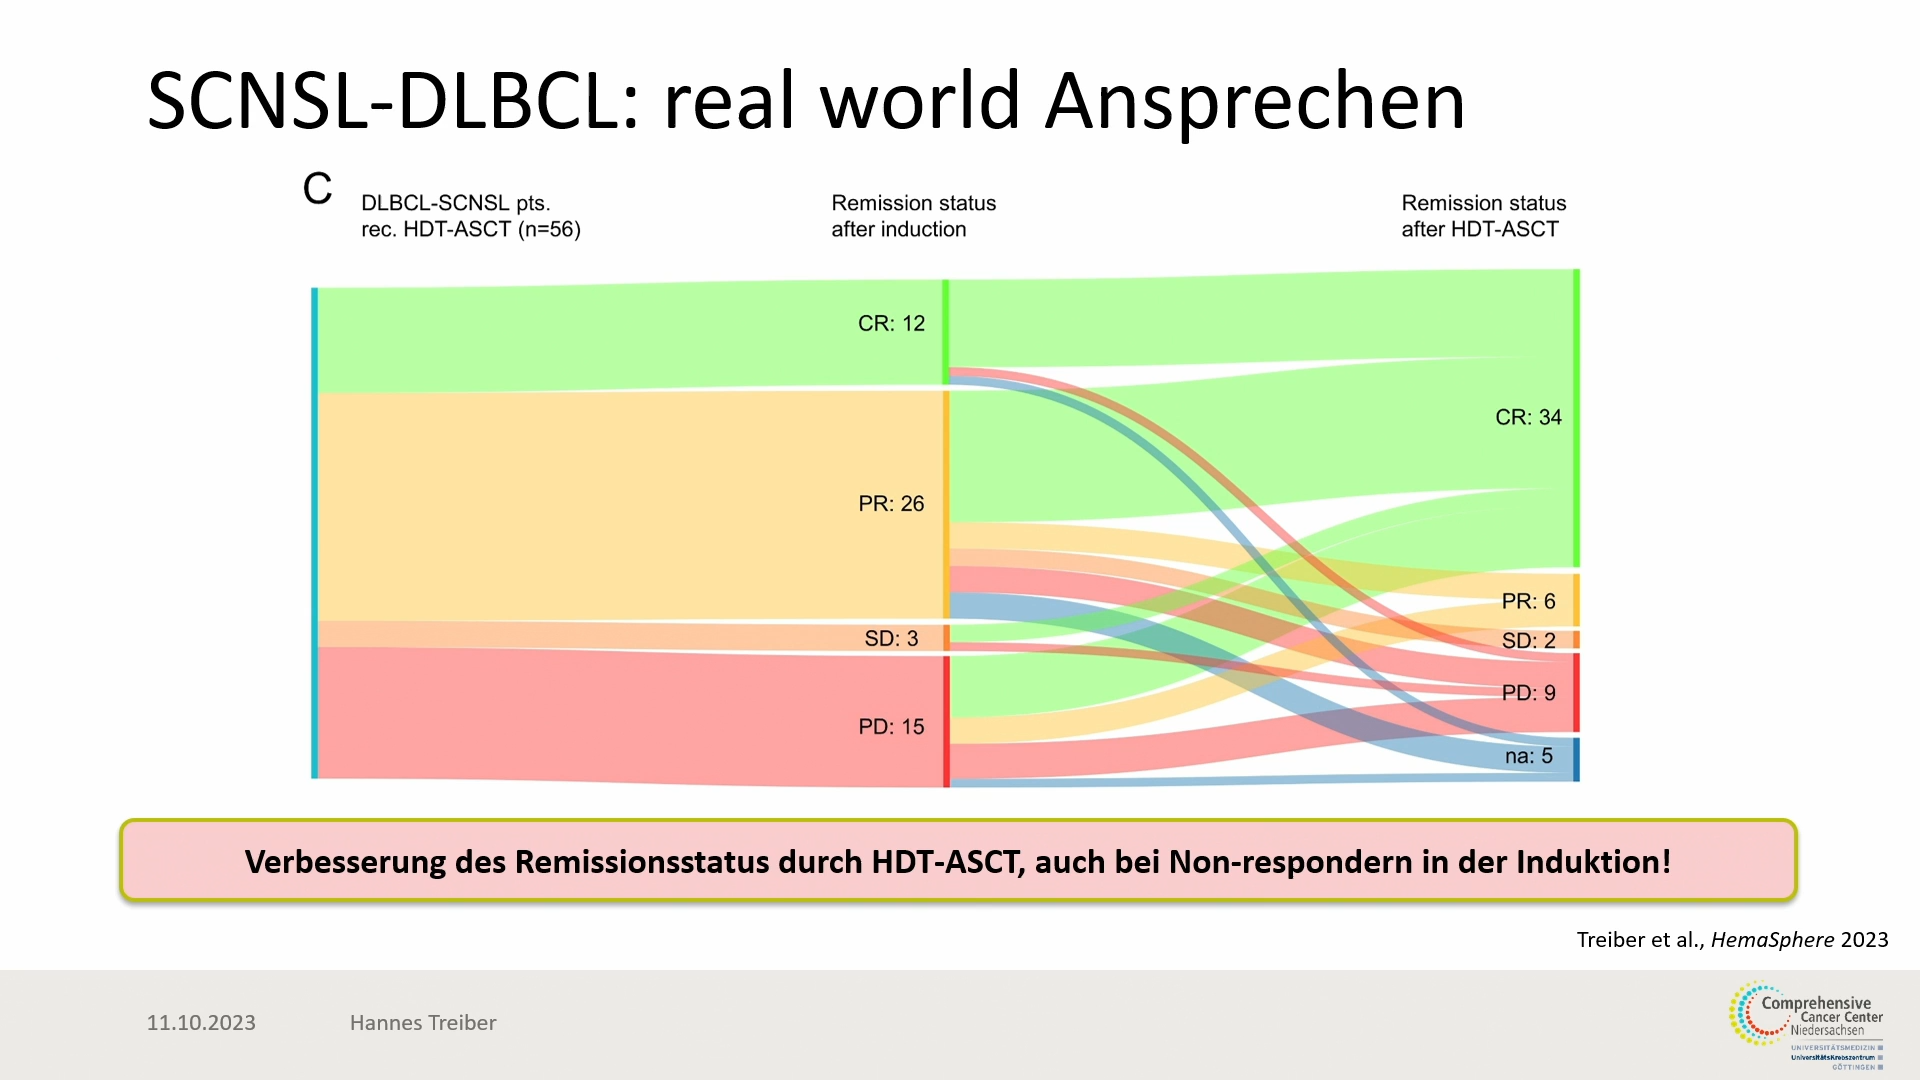 SCNSL-DLBCL: real world Ansprechen
C
DLBCL-SCNSL pts.
rec. HDT-ASCT (n=56)
Remission status
after induction
Remission status
after HDT-ASCT
CR: 12
PR: 26
SD: 3
PD: 15
CR: 34
PR: 6
SD: 2
PD: 9
na: 5
Verbesserung des Remissionsstatus durch HDT-ASCT, auch bei Non-respondern in der Induktion!
Treiber et al., HemaSphere 2023
11.10.2023
Hannes Treiber
Comprehensive
Cancer Center
Niedersachsen
UNIVERSITÄTSMEDIZIN
UniversitätsKrebszentrum
GÖTTINGEN